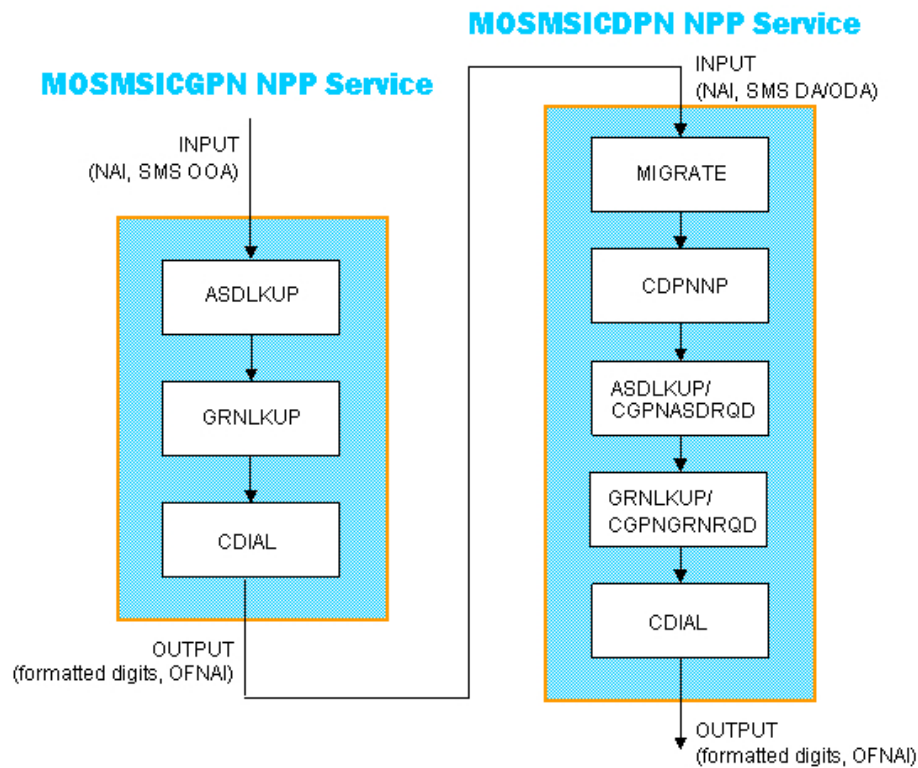 MOSMSICDPN NPP Service
MOSMSICGPN NPP Service
INPUT
(NAI, SMS OOA)
ASDLKUP
GRNLKUP
CDIAL
OUTPUT
(formatted digits, OFNAI)
INPUT
(NAI, SMS DA/ODA)
MIGRATE
CDPNNP
ASDLKUP/
CGPNASDRQD
GRNLKUP/
CGPNGRNRQD
CDIAL
OUTPUT
(formatted digits, OFNAI)